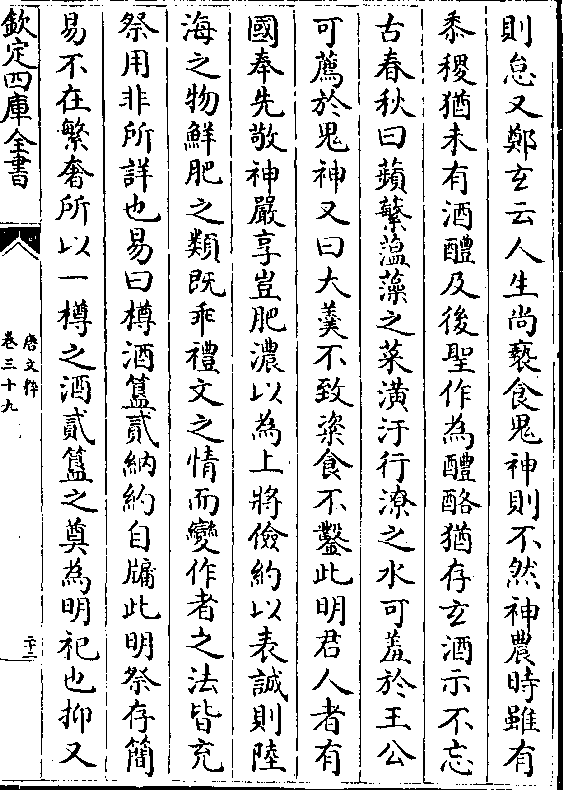 則怠又鄭玄云人生尚䙝食鬼神則不然神農時雖有
黍稷猶未有酒醴及後聖作為醴酪猶存玄酒示不忘
古春秋曰蘋蘩薀藻之菜潢汙行潦之水可羞於王公
可薦於鬼神又曰大羹不致粢食不鑿此明君人者有
國奉先敬神嚴享豈肥濃以為上將儉約以表誠則陸
海之物鮮肥之類既乖禮文之情而變作者之法皆充
祭用非所詳也易曰樽酒簋貳納約自牖此明祭存簡
易不在繁奢所以一樽之酒貳簋之奠為明祀也抑又
欽定四庫全書
唐文粹
卷三十九
二十二